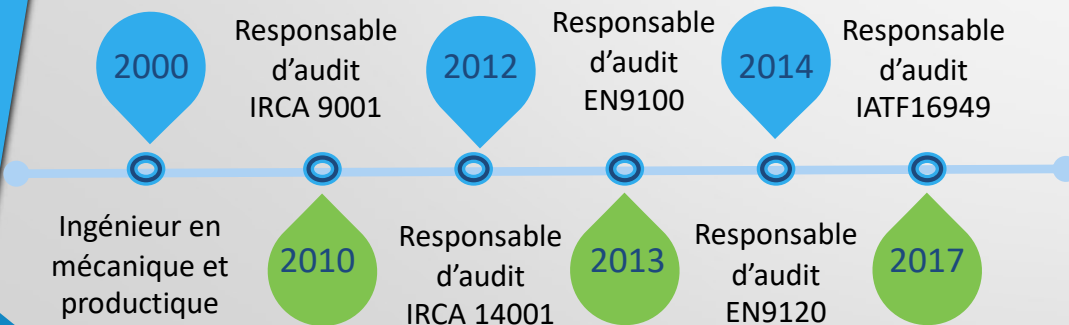 2000
Ingénieur en
mécanique et
productique
Responsable
d'audit
IRCA 9001
2010
2012
Responsable
d'audit
IRCA 14001
Responsable
d'audit
EN9100
2013
2014
Responsable
d'audit
EN9120
Responsable
d'audit
IATF16949
2017